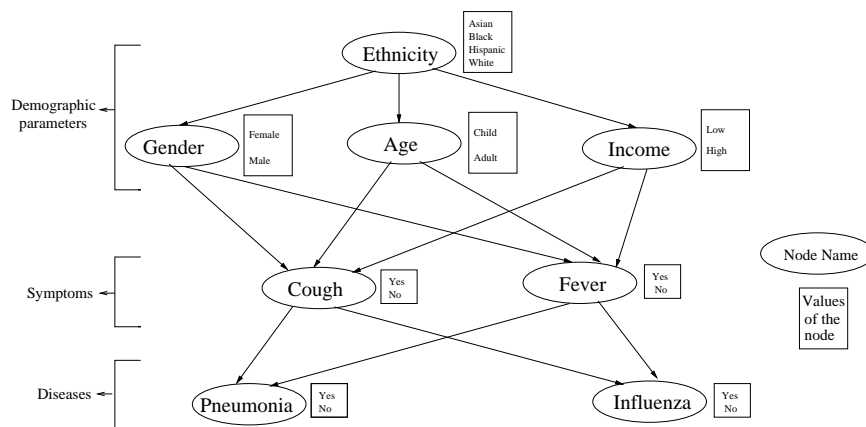 Asian
Black
Hispanic
White
Ethnicity
Demographic
parameters
Gender
Female
Male
Age
Child
Adult
Income
Low
High
Node Name
Symptoms
Cough
Yes
No
Fever
Yes
No
Values
of the
node
Diseases
Pneumonia
Yes
No
Influenza
Yes
No